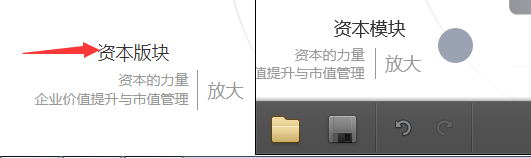 资本版块
资本的力量
企业价值提升与市值管理
放大
资本模块
资本的力量
值提升与市值管理
放大